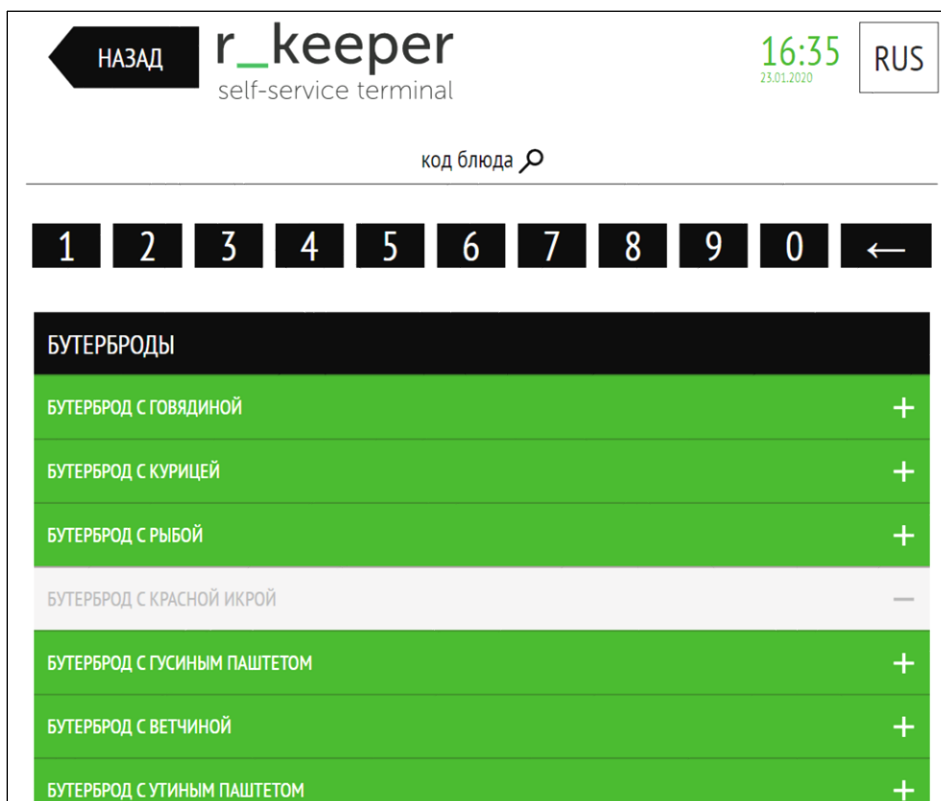 НАЗАД
r_keeper
self-service terminal
16:35
23.01.2020
RUS
код блюда
1 2 3 4 5 6 7 8 9 0 ←
БУТЕРБРОДЫ
БУТЕРБРОД С ГОВЯДИНОЙ +
БУТЕРБРОД С КУРИЦЕЙ +
БУТЕРБРОД С РЫБОЙ +
БУТЕРБРОД С КРАСНОЙ ИКРОЙ —
БУТЕРБРОД С ГУСИНЫМ ПАШТЕТОМ +
БУТЕРБРОД С ВЕТЧИНОЙ +
БУТЕРБРОД С УТИНЫМ ПАШТЕТОМ +